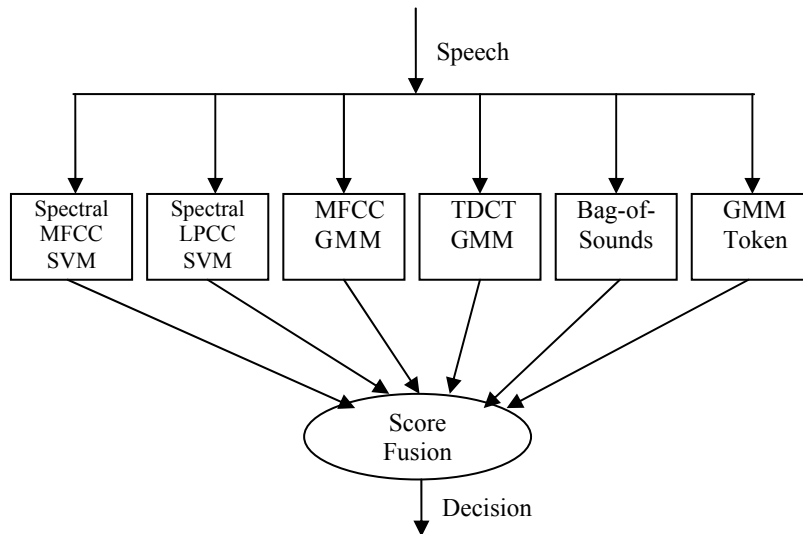 Speech
Spectral
MFCC
SVM
Spectral
LPCC
SVM
MFCC
GMM
TDCT
GMM
Bag-of-
Sounds
GMM
Token
Score
Fusion
Decision